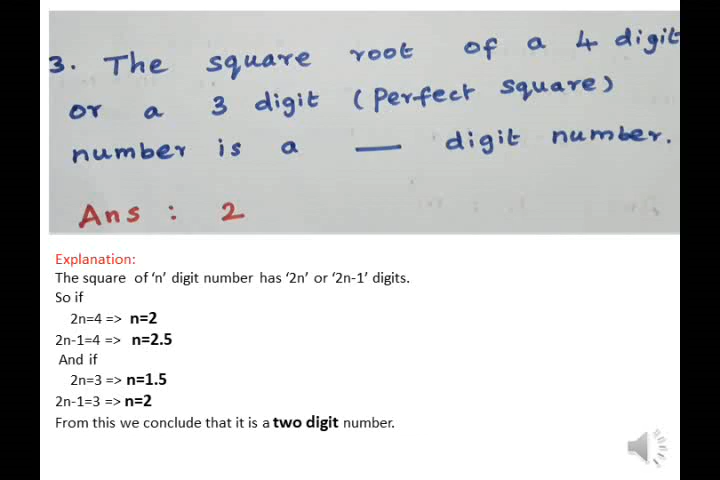 3. The square root of a 4 digit
or a 3 digit (Perfect square)
number is a ___ digit number.
Ans : 2
Explanation:
The square of ‘n’ digit number has ‘2n’ or ‘2n-1’ digits.
So if
2n=4 => n=2
2n-1=4 => n=2.5
And if
2n=3 => n=1.5
2n-1=3 => n=2
From this we conclude that it is a two digit number.